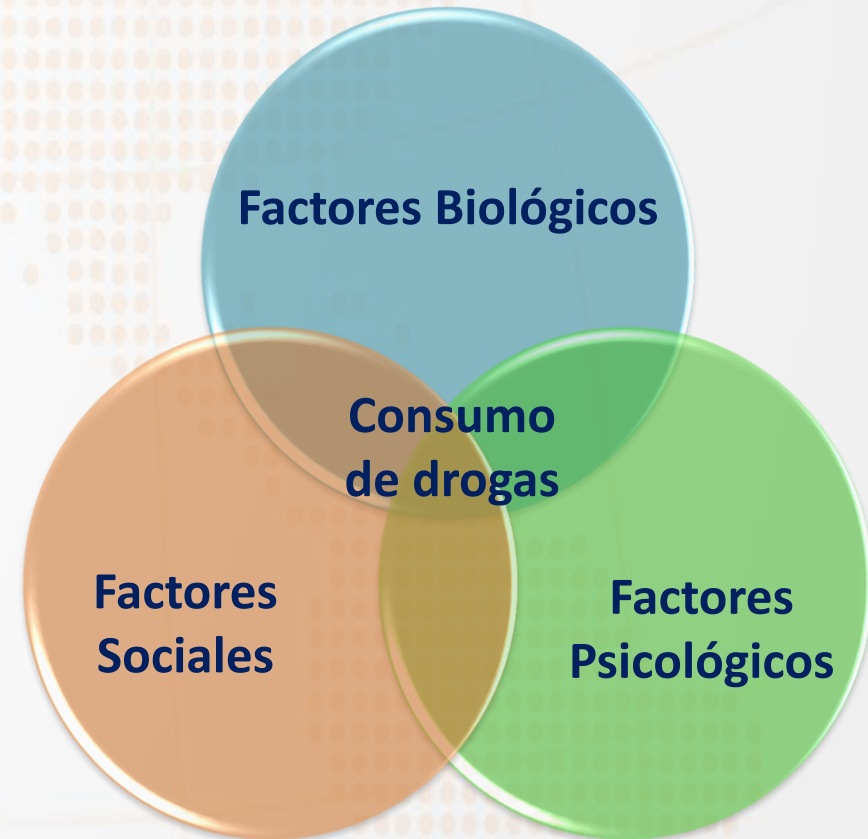 Factores Biológicos
Consumo
de drogas
Factores
Sociales
Factores
Psicológicos